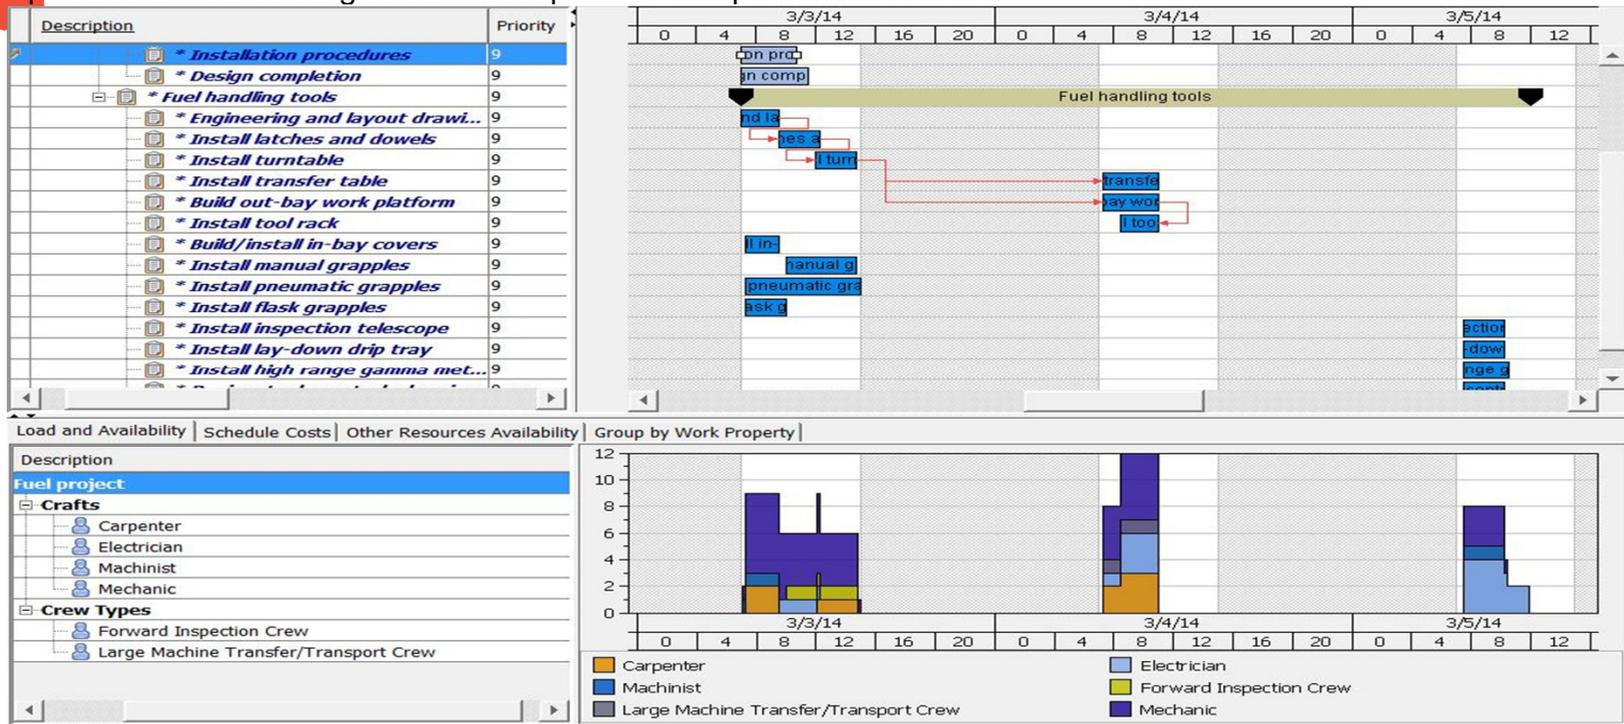 Description Priority
* Installation procedures 9
* Design completion 9
* Fuel handling tools 9
* Engineering and layout drawi... 9
* Install latches and dowels 9
* Install turntable 9
* Install transfer table 9
* Build out-bay work platform 9
* Install tool rack 9
* Build/install in-bay covers 9
* Install manual grapples 9
* Install pneumatic grapples 9
* Install flask grapples 9
* Install inspection telescope 9
* Install lay-down drip tray 9
* Install high range gamma met... 9
3/3/14 3/4/14 3/5/14
0 4 8 12 16 20 0 4 8 12 16 20 0 4 8 12
on pro
gn comp
Fuel handling tools
nd la
hes a
l turn
transfe
bay wor
l too
ll in-
manual g
pneumatic gra
ask g
ection
-dow
nge g
Load and Availability Schedule Costs Other Resources Availability Group by Work Property
Description
Fuel project
Crafts
Carpenter
Electrician
Machinist
Mechanic
Crew Types
Forward Inspection Crew
Large Machine Transfer/Transport Crew
12
10
8
6
4
2
0
3/3/14 3/4/14 3/5/14
0 4 8 12 16 20 0 4 8 12 16 20 0 4 8 12
Carpenter Electrician
Machinist Forward Inspection Crew
Large Machine Transfer/Transport Crew Mechanic